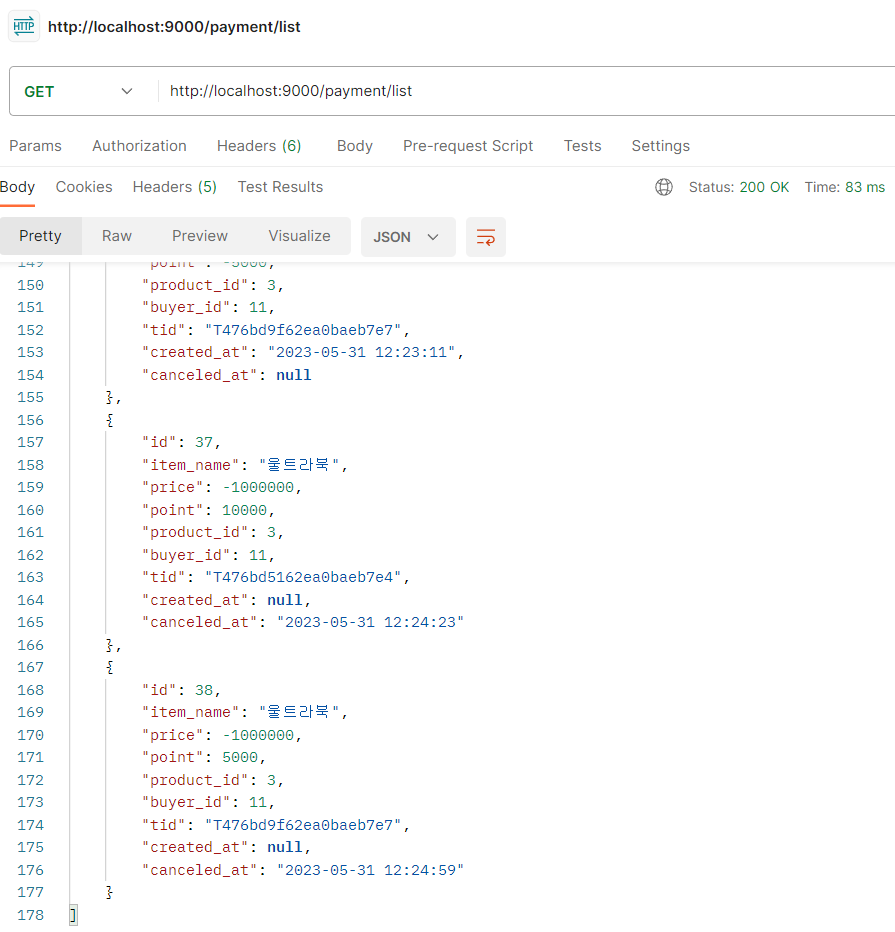 HTTP http://localhost:9000/payment/list
GET http://localhost:9000/payment/list
Params Authorization Headers (6) Body Pre-request Script Tests Settings
Body Cookies Headers (5) Test Results Status: 200 OK Time: 83 ms
Pretty Raw Preview Visualize JSON
149 "point": -5000,
150 "product_id": 3,
151 "buyer_id": 11,
152 "tid": "T476bd9f62ea0baeb7e7",
153 "created_at": "2023-05-31 12:23:11",
154 "canceled_at": null
155 },
156 {
157 "id": 37,
158 "item_name": "울트라북",
159 "price": -1000000,
160 "point": 10000,
161 "product_id": 3,
162 "buyer_id": 11,
163 "tid": "T476bd5162ea0baeb7e4",
164 "created_at": null,
165 "canceled_at": "2023-05-31 12:24:23"
166 },
167 {
168 "id": 38,
169 "item_name": "울트라북",
170 "price": -1000000,
171 "point": 5000,
172 "product_id": 3,
173 "buyer_id": 11,
174 "tid": "T476bd9f62ea0baeb7e7",
175 "created_at": null,
176 "canceled_at": "2023-05-31 12:24:59"
177 }
178 ]